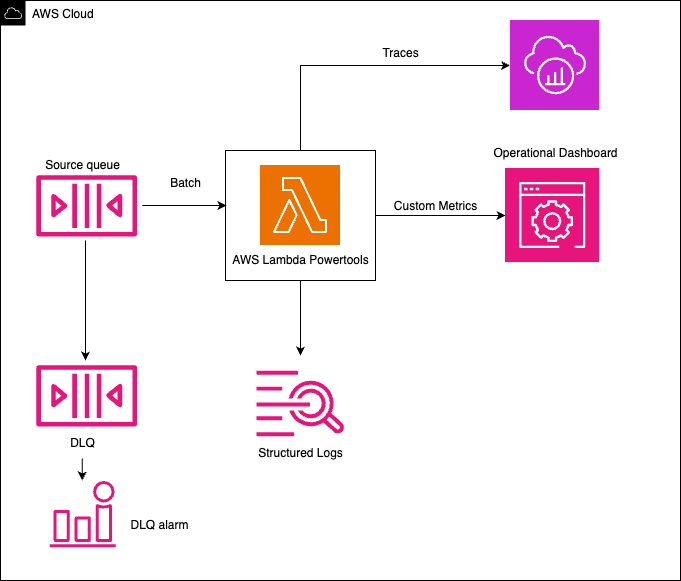 AWS Cloud
Traces
Operational Dashboard
Source queue
Batch
Custom Metrics
AWS Lambda Powertools
DLQ
Structured Logs
DLQ alarm